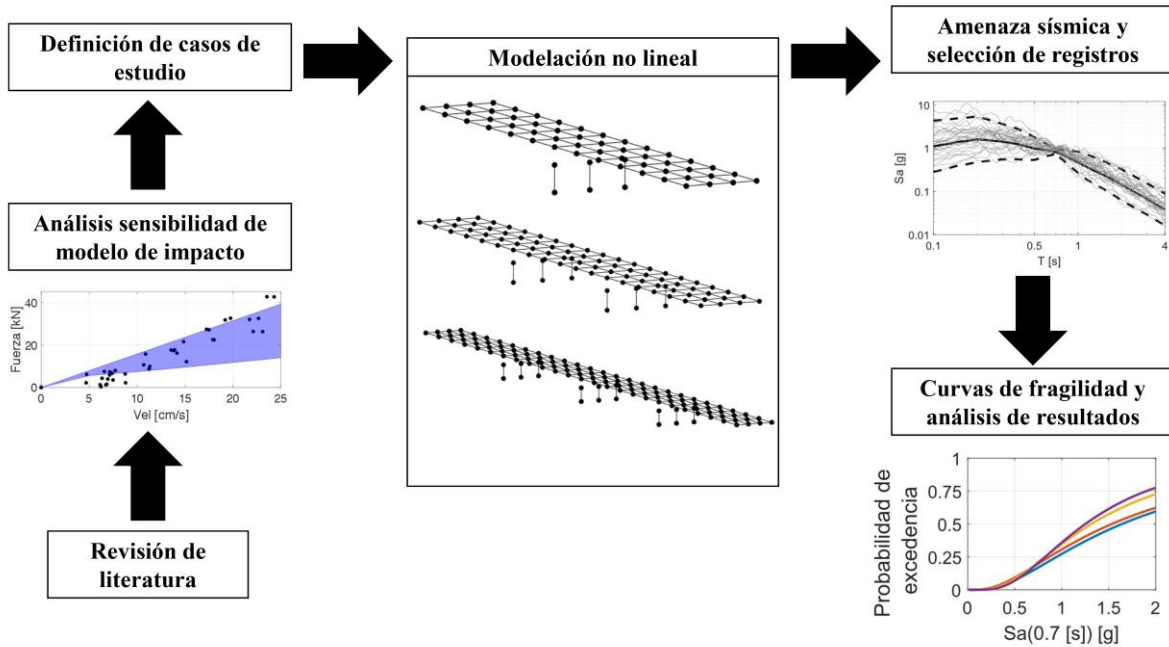 Definición de casos de
estudio
Análisis sensibilidad de
modelo de impacto
Fuerza [kN]
40
20
0
0 5 10 15 20 25
Vel [cm/s]
Revisión de
literatura
Modelación no lineal
Amenaza sísmica y
selección de registros
Sa [g]
10
1
0.1
0.01
0.1 0.5 1 4
T [s]
Curvas de fragilidad y
análisis de resultados
Probabilidad de
excedencia
1
0.75
0.5
0.25
0
0 0.5 1 1.5 2
Sa(0.7 [s]) [g]